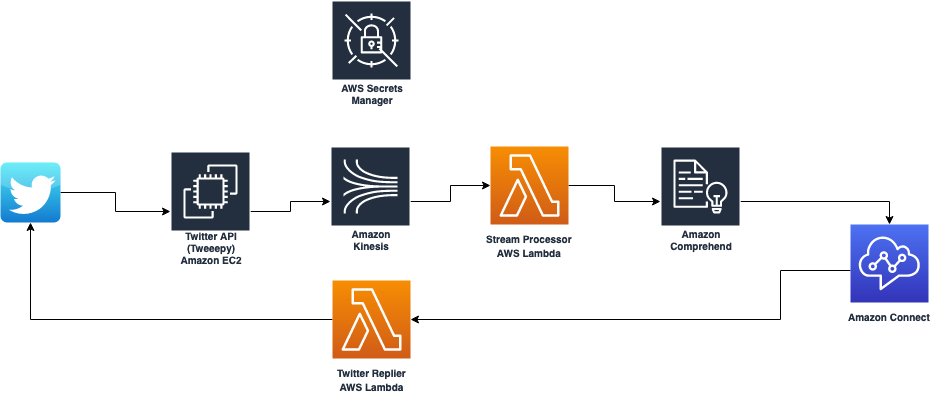 AWS Secrets
Manager
Twitter API
(Tweeepy)
Amazon EC2
Amazon
Kinesis
Stream Processor
AWS Lambda
Amazon
Comprehend
Amazon Connect
Twitter Replier
AWS Lambda